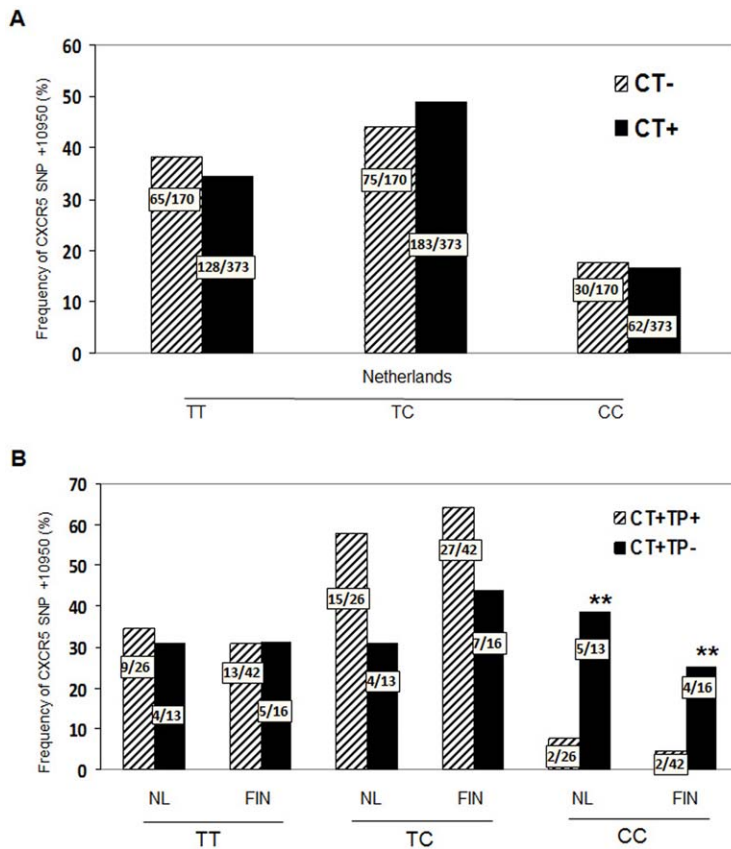 A
Frequency of CXCR5 SNP +10950 (%)
60
50
40
30
20
10
0
CT-
CT+
65/170
128/373
75/170
183/373
30/170
62/373
Netherlands
TT TC CC
B
Frequency of CXCR5 SNP +10950 (%)
70
60
50
40
30
20
10
0
CT+TP+
CT+TP-
9/26
4/13
13/42
5/16
15/26
4/13
27/42
7/16
2/26
**
5/13
2/42
**
4/16
NL FIN NL FIN NL FIN
TT TC CC